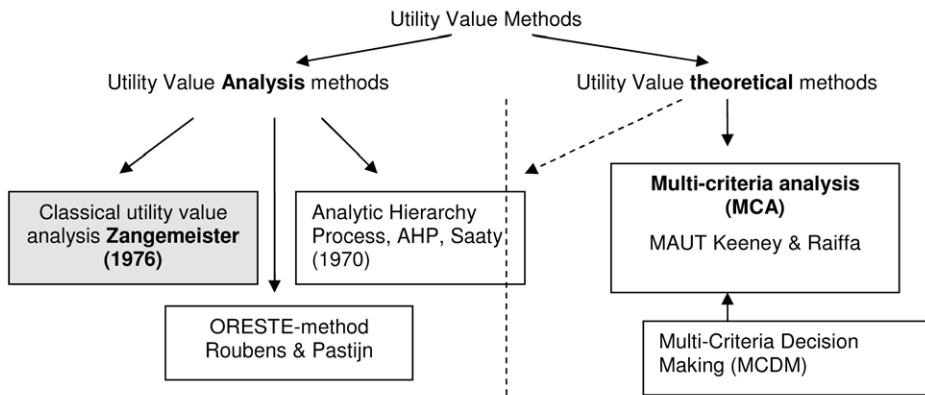 Utility Value Methods
Utility Value Analysis methods
Utility Value theoretical methods
Classical utility value
analysis Zangemeister
(1976)
Analytic Hierarchy
Process, AHP, Saaty
(1970)
Multi-criteria analysis
(MCA)
MAUT Keeney & Raiffa
ORESTE-method
Roubens & Pastijn
Multi-Criteria Decision
Making (MCDM)